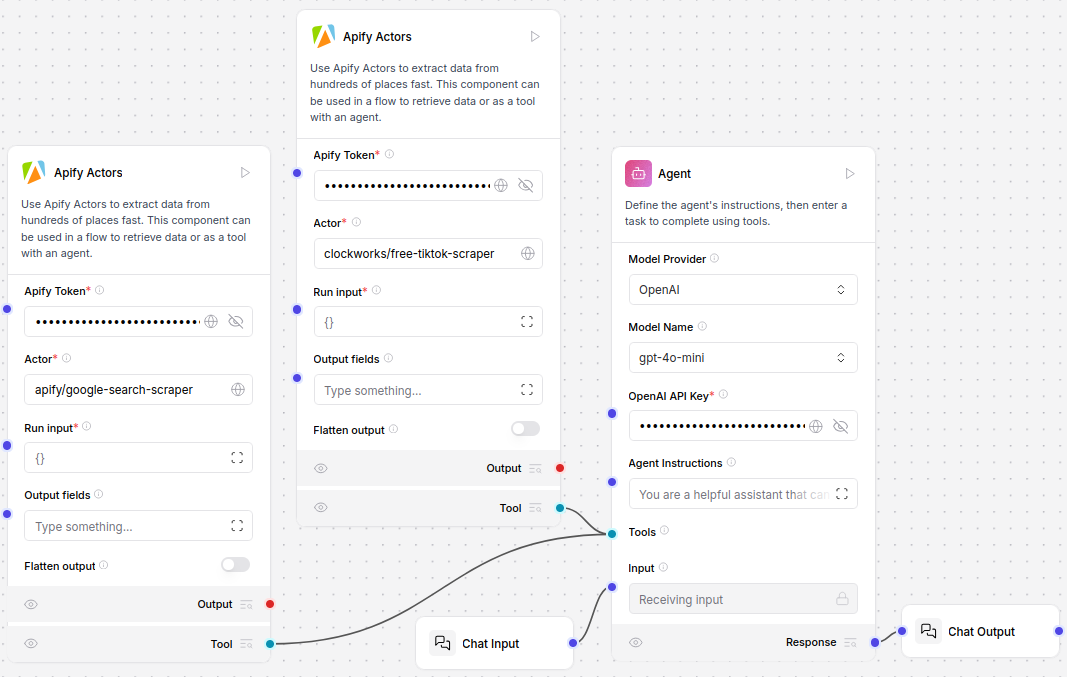 Apify Actors
Use Apify Actors to extract data from
hundreds of places fast. This component
can be used in a flow to retrieve data or as a tool
with an agent.
Apify Token*
Actor*
apify/google-search-scraper
Run input*
{}
Output fields
Type something...
Flatten output
Output
Tool
Apify Actors
Use Apify Actors to extract data from
hundreds of places fast. This component can
be used in a flow to retrieve data or as a tool
with an agent.
Apify Token*
Actor*
clockworks/free-tiktok-scraper
Run input*
{}
Output fields
Type something...
Flatten output
Output
Tool
Chat Input
Agent
Define the agent's instructions, then enter a
task to complete using tools.
Model Provider
OpenAI
Model Name
gpt-4o-mini
OpenAI API Key*
Agent Instructions
You are a helpful assistant that can
Tools
Input
Receiving input
Response
Chat Output